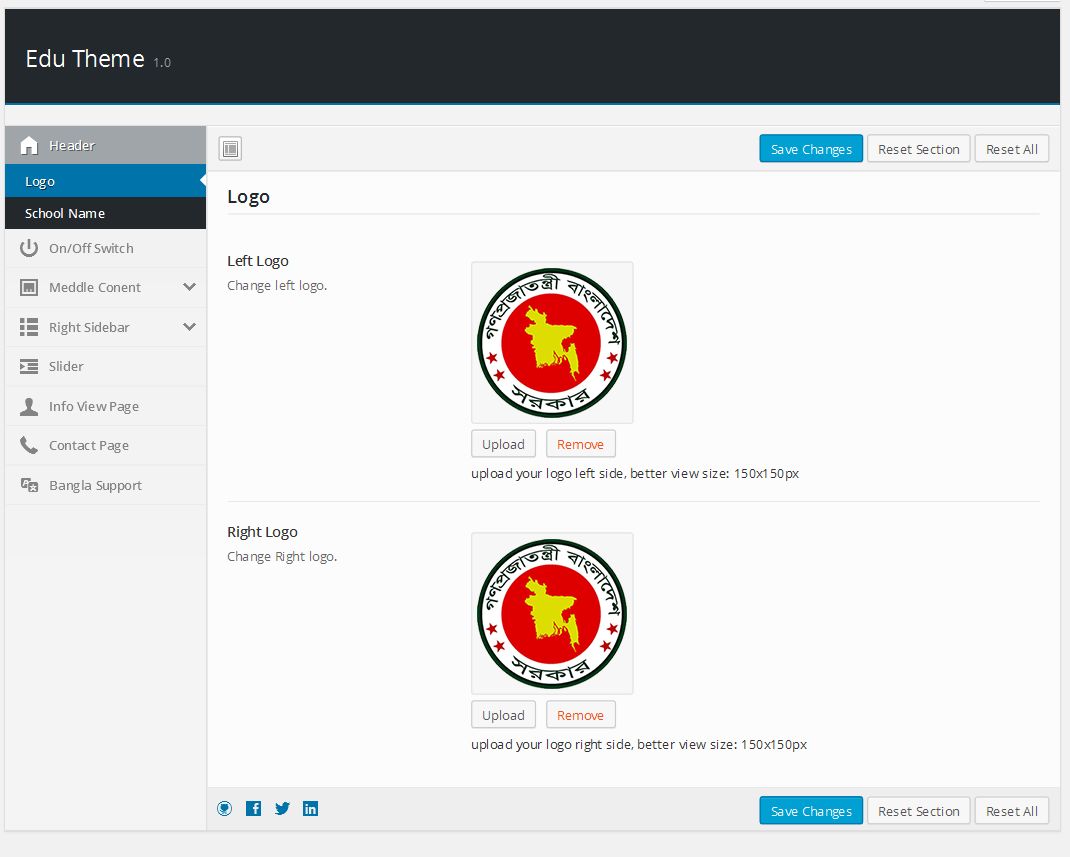 Edu Theme 1.0
Header
Logo
School Name
On/Off Switch
Meddle Conent
Right Sidebar
Slider
Info View Page
Contact Page
Bangla Support
Save Changes Reset Section Reset All
Logo
Left Logo
Change left logo.
গণপ্রজাতন্ত্রী বাংলাদেশ
সরকার
Upload Remove
upload your logo left side, better view size: 150x150px
Right Logo
Change Right logo.
গণপ্রজাতন্ত্রী বাংলাদেশ
সরকার
Upload Remove
upload your logo right side, better view size: 150x150px
Save Changes Reset Section Reset All